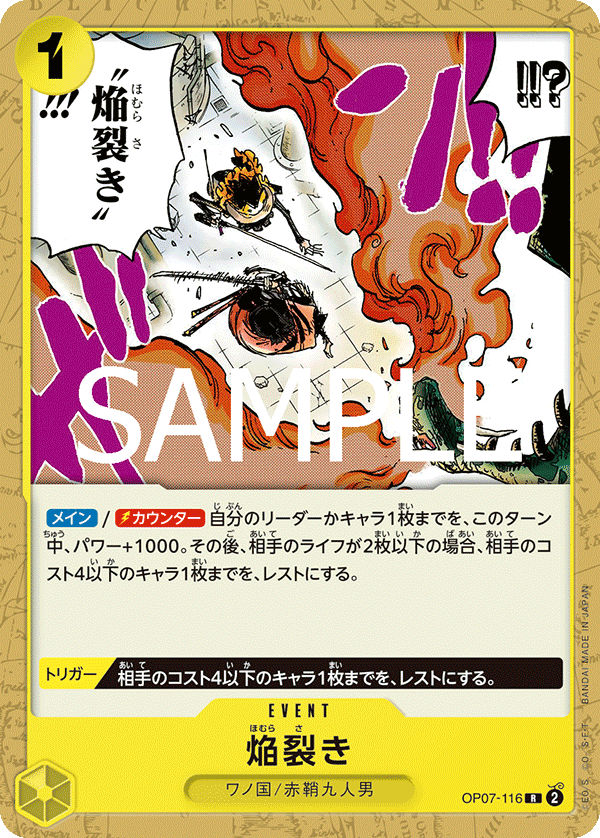 1
"焔裂き"
!!!
!!?
SAMPLE
メイン / カウンター 自分のリーダーかキャラ1枚までを、このターン
中、パワー+1000。その後、相手のライフが2枚以下の場合、相手のコ
スト4以下のキャラ1枚までを、レストにする。
トリガー 相手のコスト4以下のキャラ1枚までを、レストにする。
EVENT
ほむら さ
焔裂き
ワノ国/赤鞘九人男
OP07-116 R 2
BANDAI MADE IN JAPAN